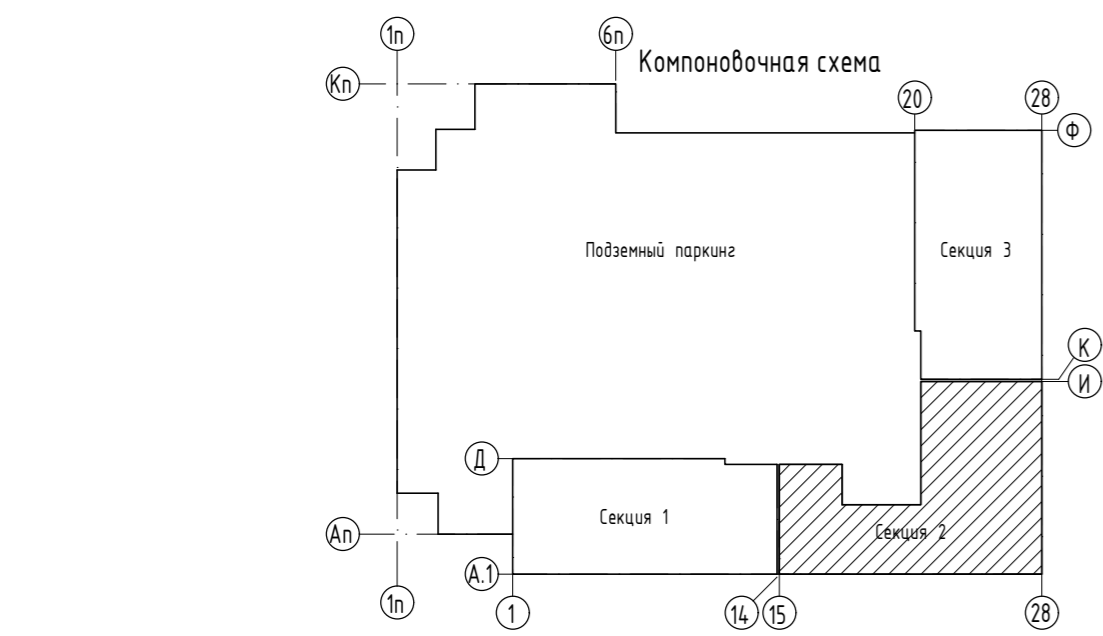 1п
6п
Компоновочная схема
Кп
20
28
Ф
Подземный паркинг
Секция 3
К
И
Д
Секция 1
Секция 2
Ап
А.1
1п
1
14
15
28